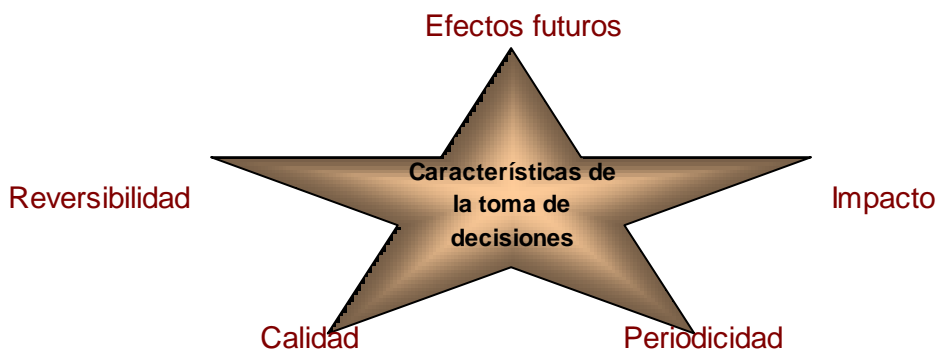 Efectos futuros
Características de
la toma de
decisiones
Reversibilidad
Impacto
Calidad
Periodicidad